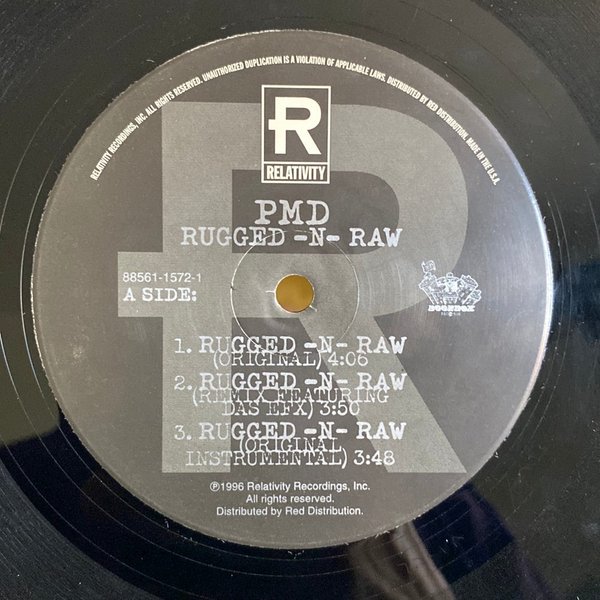 RELATIVITY RECORDINGS, INC. ALL RIGHTS RESERVED. UNAUTHORIZED DUPLICATION IS A VIOLATION OF APPLICABLE LAWS. DISTRIBUTED BY RED DISTRIBUTION. MADE IN THE U.S.A.
R
RELATIVITY
PMD
RUGGED -N- RAW
88561-1572-1
A SIDE:
BOONDOX
1. RUGGED -N- RAW
(ORIGINAL) 4:06
2. RUGGED -N- RAW
(REMIX FEATURING
DAS EFX) 3:50
3. RUGGED -N- RAW
(ORIGINAL
INSTRUMENTAL) 3:48
℗1996 Relativity Recordings, Inc.
All rights reserved.
Distributed by Red Distribution.